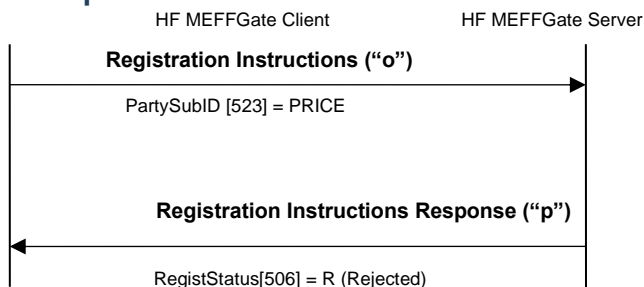 HF MEFFGate Client HF MEFFGate Server
Registration Instructions (“o”)
PartySubID [523] = PRICE
Registration Instructions Response (“p”)
RegistStatus[506] = R (Rejected)